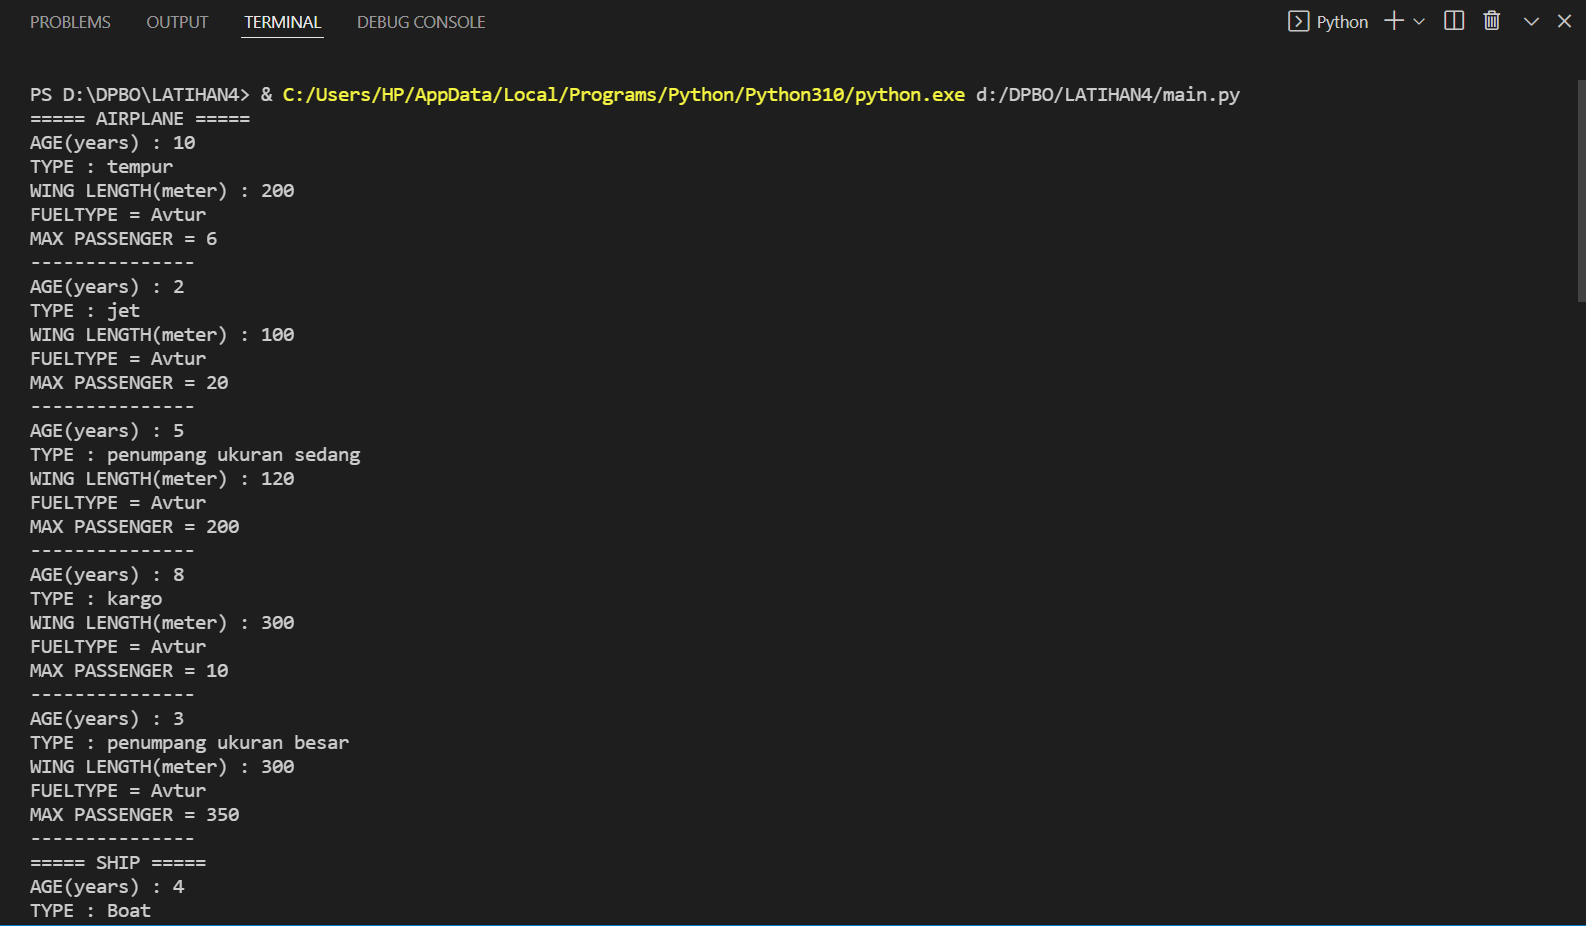 PROBLEMS OUTPUT TERMINAL DEBUG CONSOLE Python
PS D:\DPBO\LATIHAN4> & C:/Users/HP/AppData/Local/Programs/Python/Python310/python.exe d:/DPBO/LATIHAN4/main.py
===== AIRPLANE =====
AGE(years) : 10
TYPE : tempur
WING LENGTH(meter) : 200
FUELTYPE = Avtur
MAX PASSENGER = 6
---------------
AGE(years) : 2
TYPE : jet
WING LENGTH(meter) : 100
FUELTYPE = Avtur
MAX PASSENGER = 20
---------------
AGE(years) : 5
TYPE : penumpang ukuran sedang
WING LENGTH(meter) : 120
FUELTYPE = Avtur
MAX PASSENGER = 200
---------------
AGE(years) : 8
TYPE : kargo
WING LENGTH(meter) : 300
FUELTYPE = Avtur
MAX PASSENGER = 10
---------------
AGE(years) : 3
TYPE : penumpang ukuran besar
WING LENGTH(meter) : 300
FUELTYPE = Avtur
MAX PASSENGER = 350
---------------
===== SHIP =====
AGE(years) : 4
TYPE : Boat